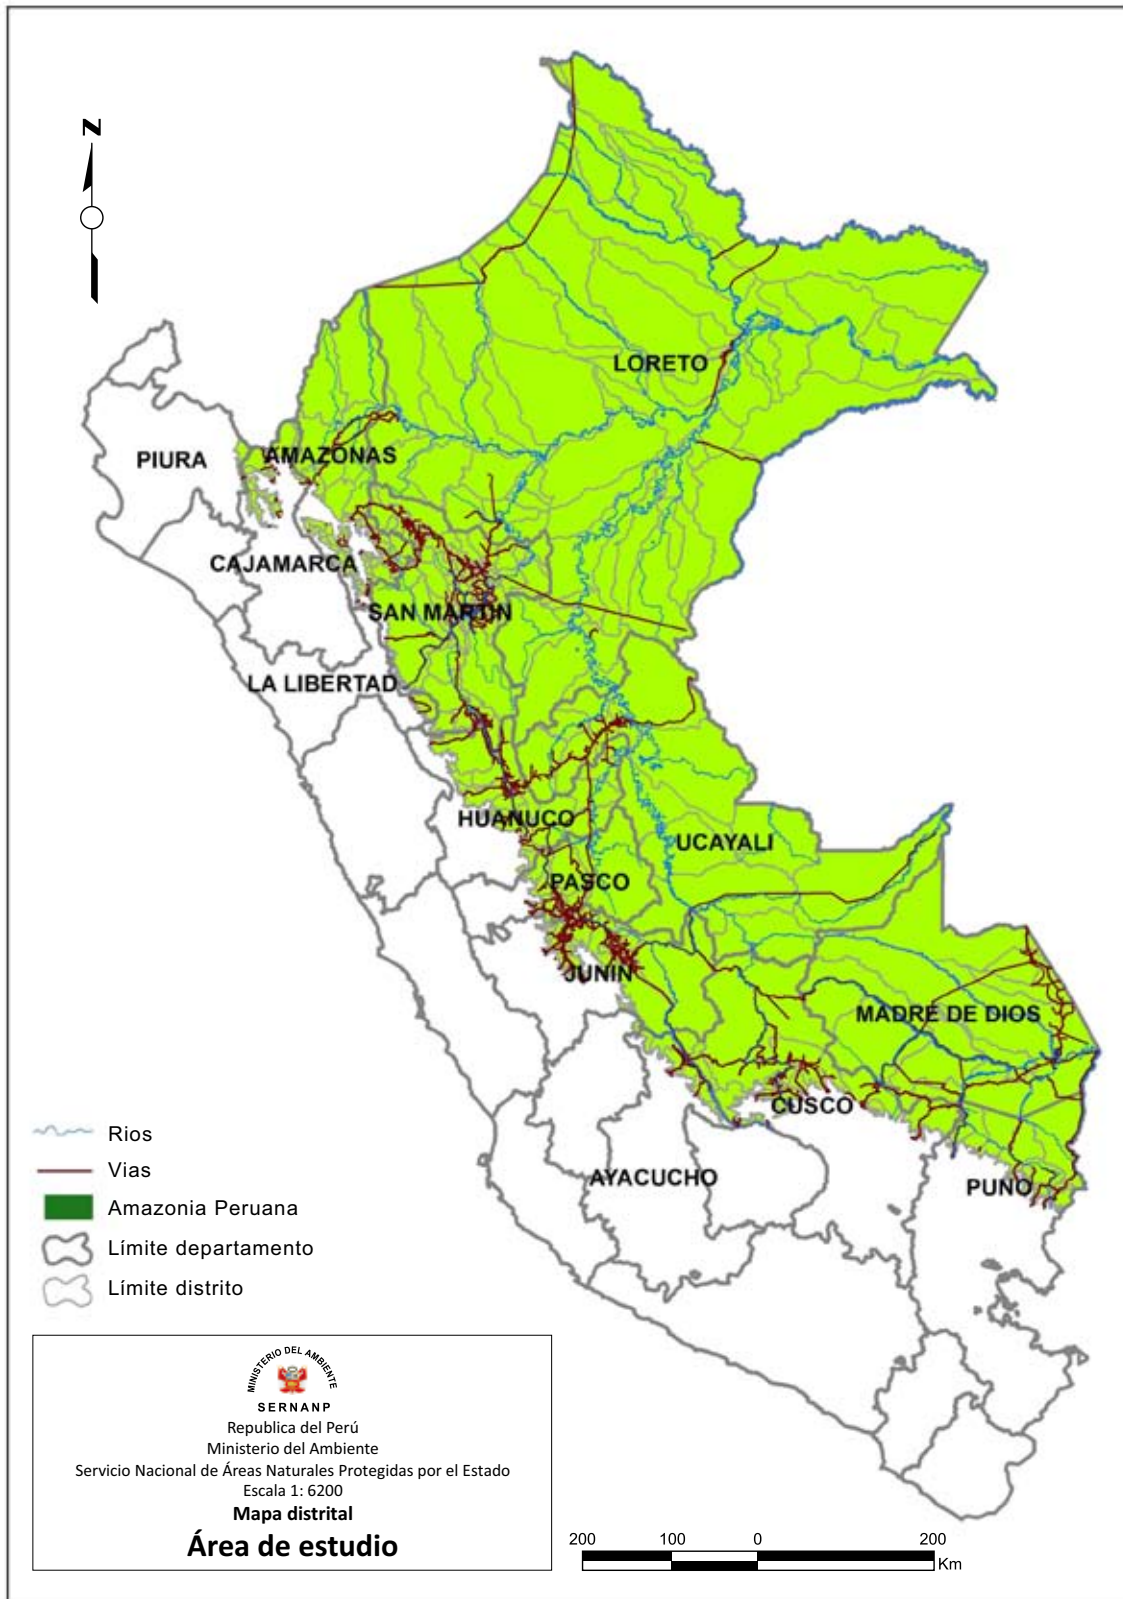 N
LORETO
PIURA
AMAZONAS
CAJAMARCA
SAN MARTIN
LA LIBERTAD
HUANUCO
UCAYALI
PASCO
JUNIN
MADRE DE DIOS
CUSCO
AYACUCHO
PUNO
Rios
Vias
Amazonia Peruana
Límite departamento
Límite distrito
MINISTERIO DEL AMBIENTE
SERNANP
Republica del Perú
Ministerio del Ambiente
Servicio Nacional de Áreas Naturales Protegidas por el Estado
Escala 1: 6200
Mapa distrital
Área de estudio
200 100 0 200
Km